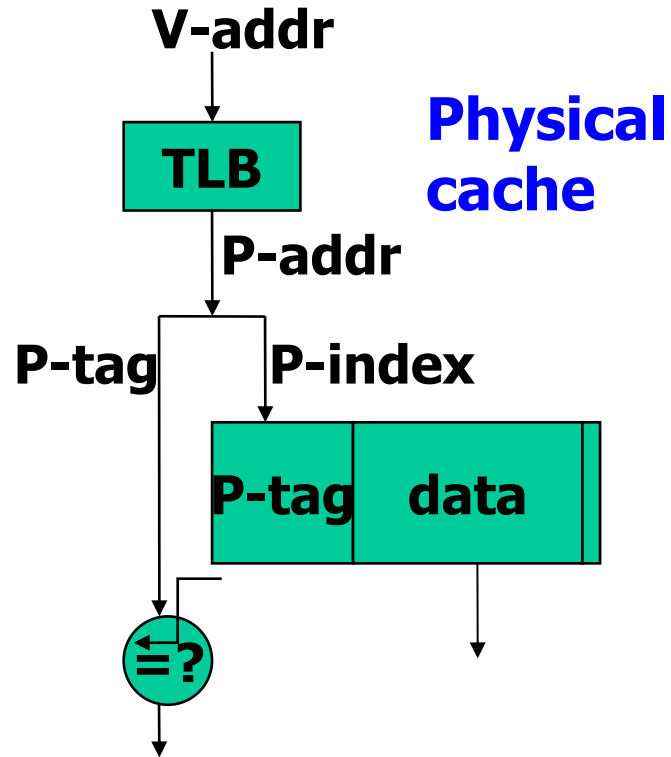 V-addr
Physical
cache
TLB
P-addr
P-tag
P-index
P-tag
data
=?